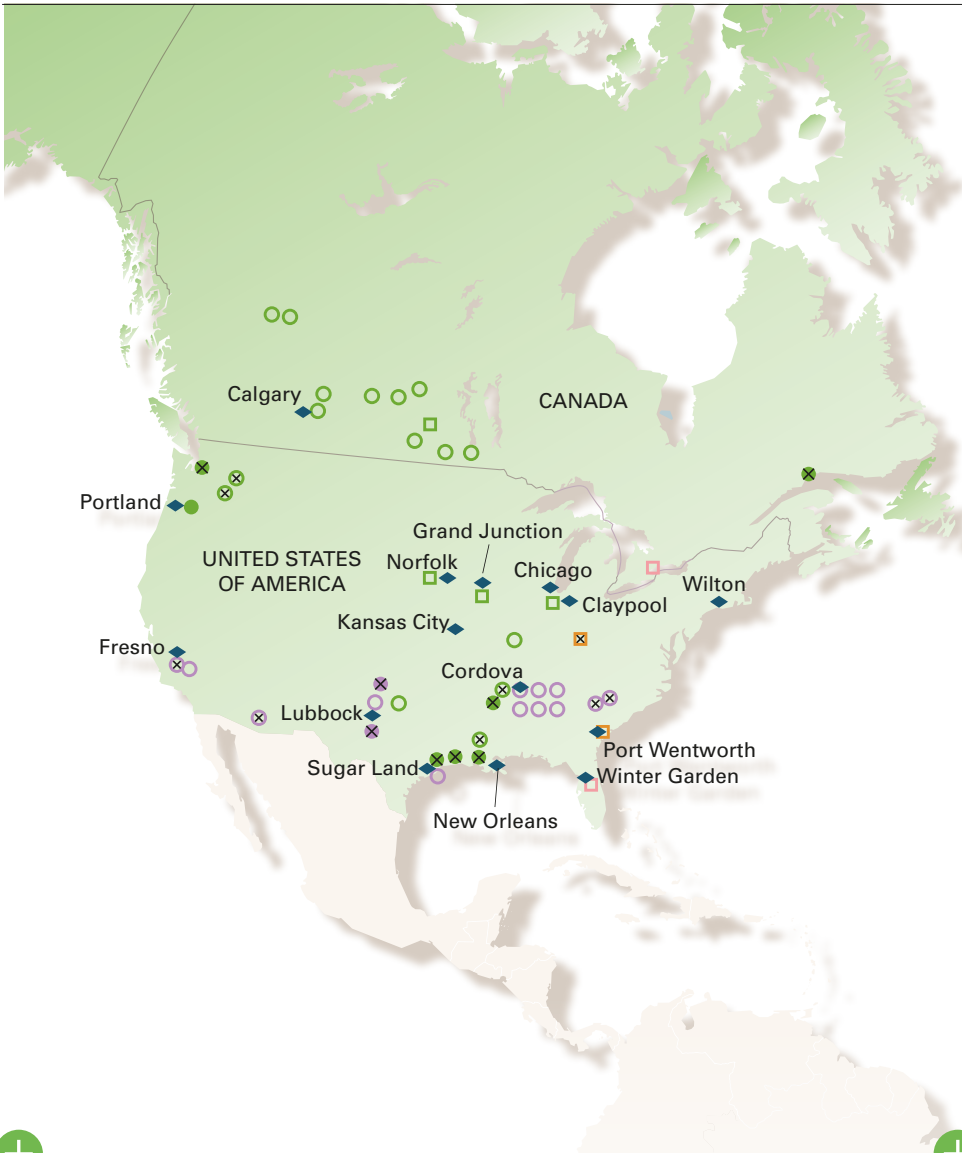 Calgary
CANADA
Portland
Grand Junction
UNITED STATES
OF AMERICA
Norfolk
Chicago
Wilton
Claypool
Kansas City
Fresno
Cordova
Lubbock
Port Wentworth
Sugar Land
Winter Garden
New Orleans